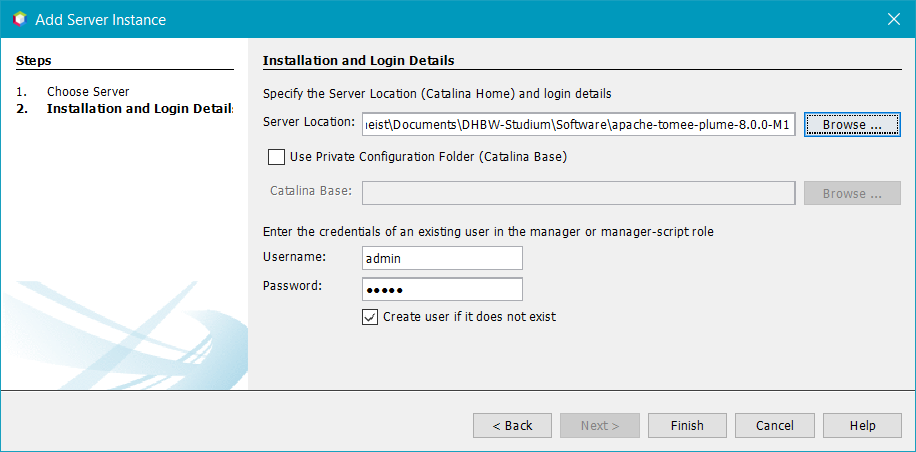 Add Server Instance
Steps
1. Choose Server
2. Installation and Login Details
Installation and Login Details
Specify the Server Location (Catalina Home) and login details
Server Location: heist\Documents\DHBW-Studium\Software\apache-tomee-plume-8.0.0-M1 Browse ...
Use Private Configuration Folder (Catalina Base)
Catalina Base: Browse ...
Enter the credentials of an existing user in the manager or manager-script role
Username: admin
Password: •••••
Create user if it does not exist
< Back Next > Finish Cancel Help